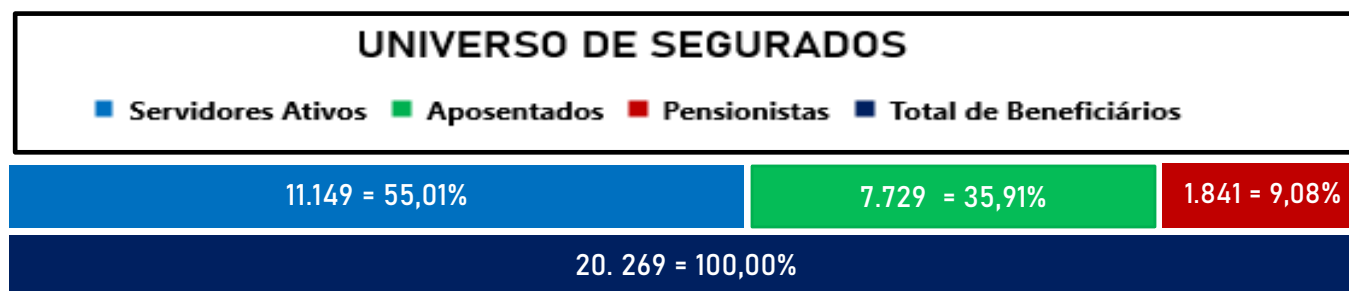 UNIVERSO DE SEGURADOS
Servidores Ativos Aposentados Pensionistas Total de Beneficiários
11.149 = 55,01% 7.729 = 35,91% 1.841 = 9,08%
20. 269 = 100,00%